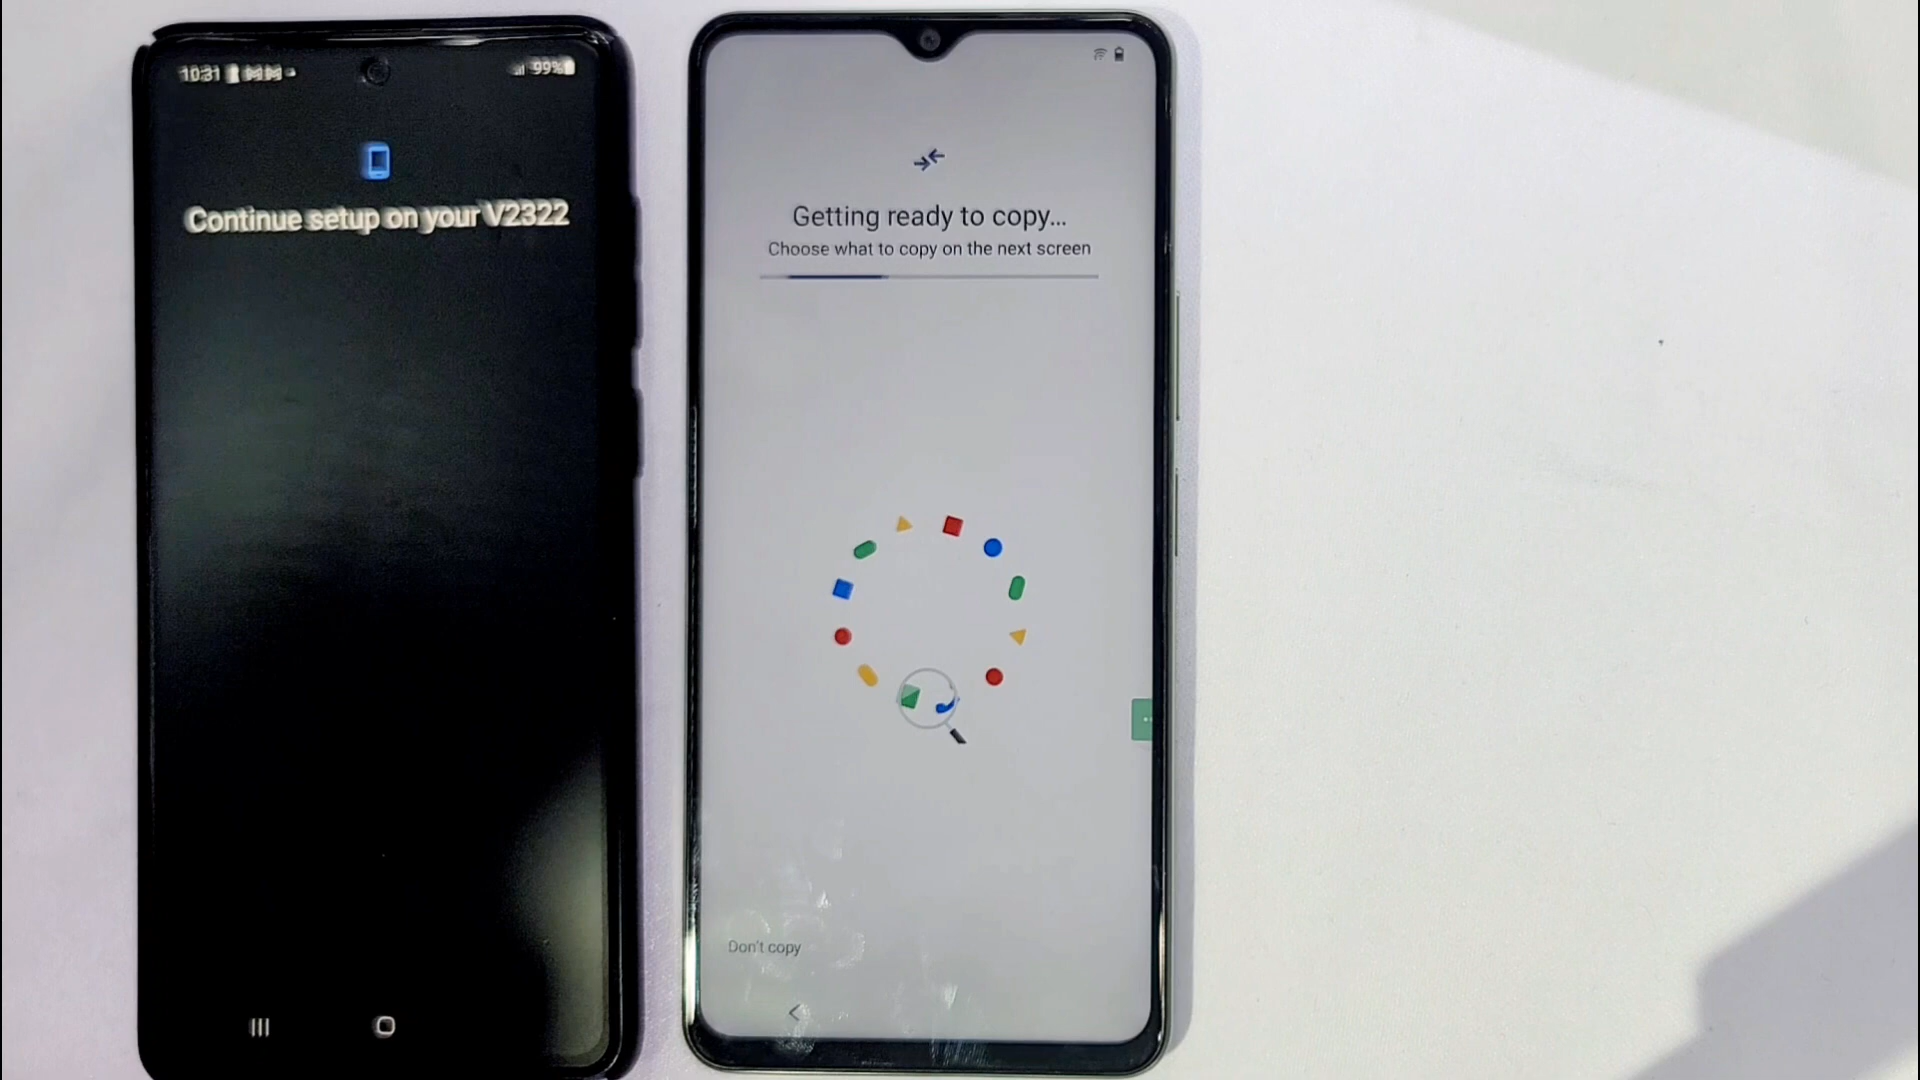 10:31
99%
Continue setup on your V2322
Getting ready to copy...
Choose what to copy on the next screen
Don't copy